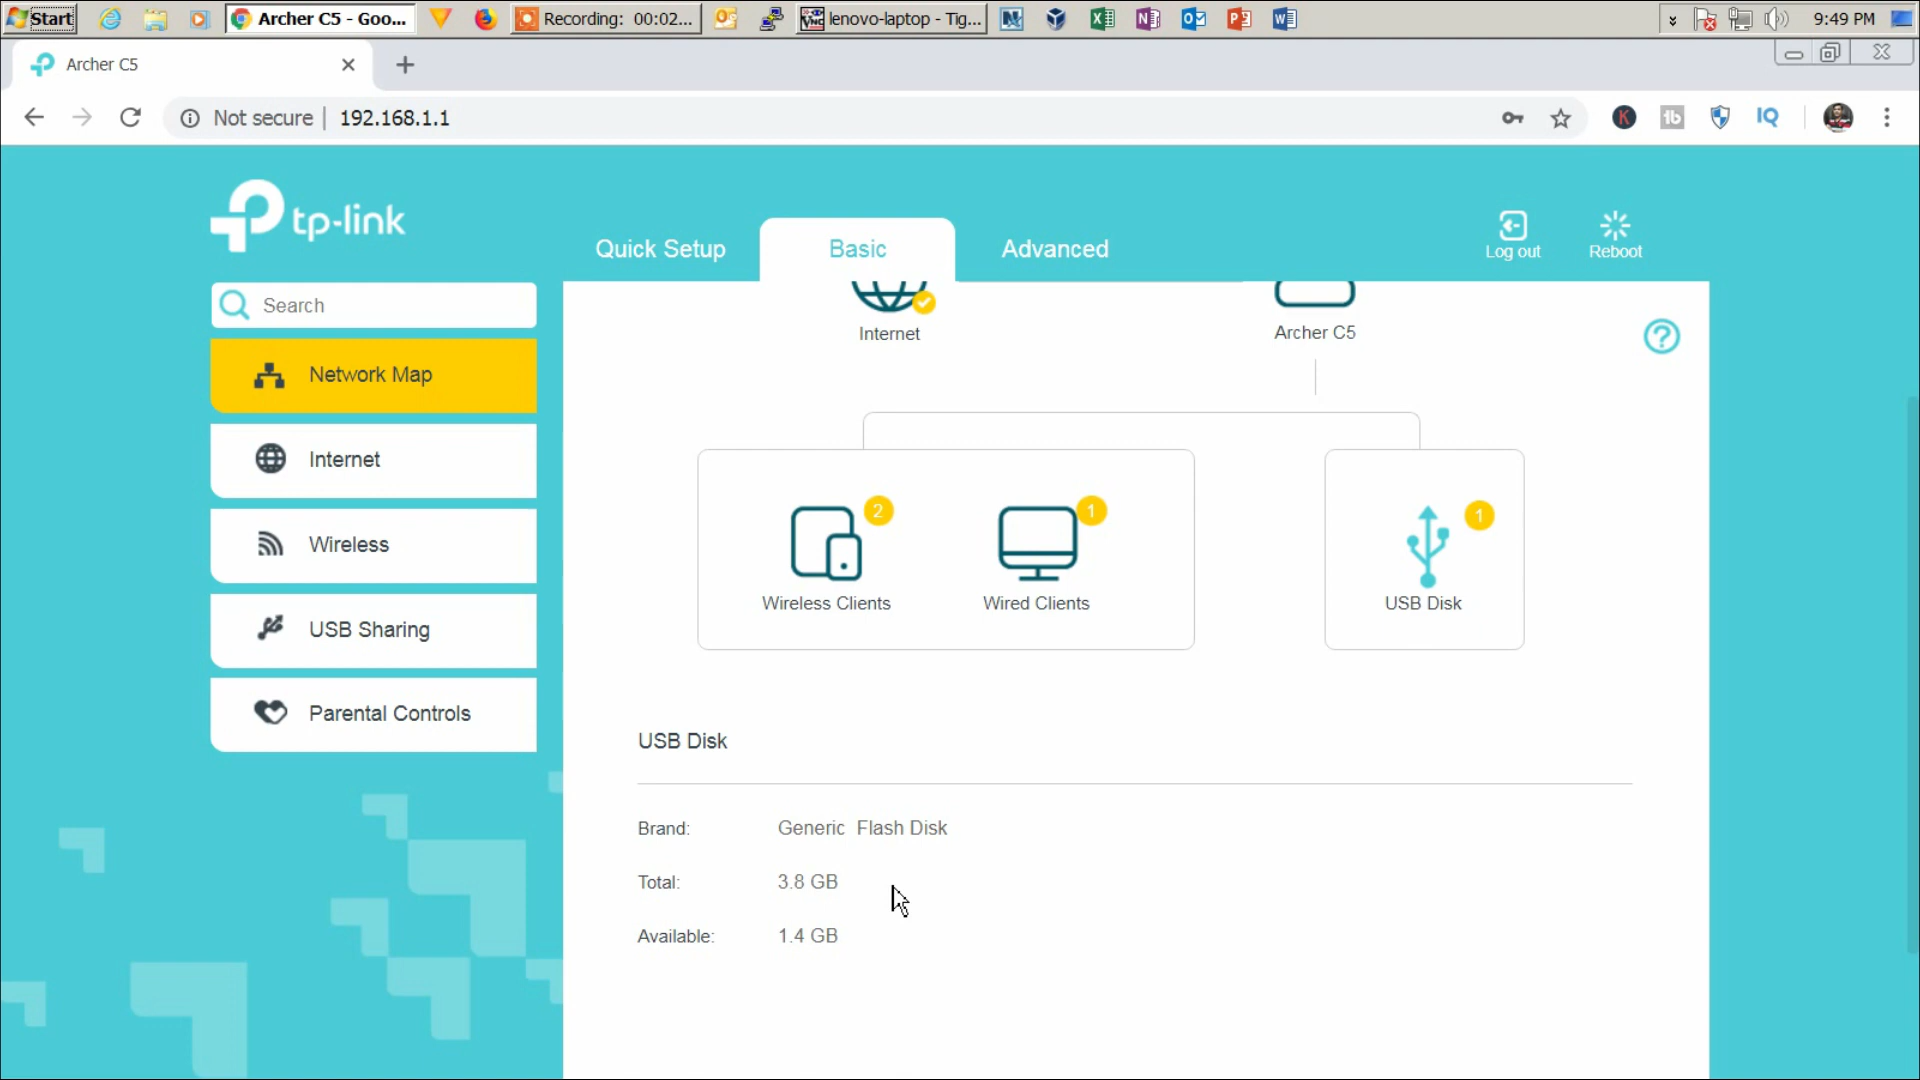 Start
Archer C5 - Goo...
Recording: 00:02...
lenovo-laptop - Tig...
9:49 PM
Archer C5
Not secure | 192.168.1.1
K
tb
IQ
tp-link
Quick Setup
Basic
Advanced
Log out
Reboot
Search
Network Map
Internet
Wireless
USB Sharing
Parental Controls
Internet
Archer C5
?
2
1
1
Wireless Clients
Wired Clients
USB Disk
USB Disk
Brand: Generic Flash Disk
Total: 3.8 GB
Available: 1.4 GB